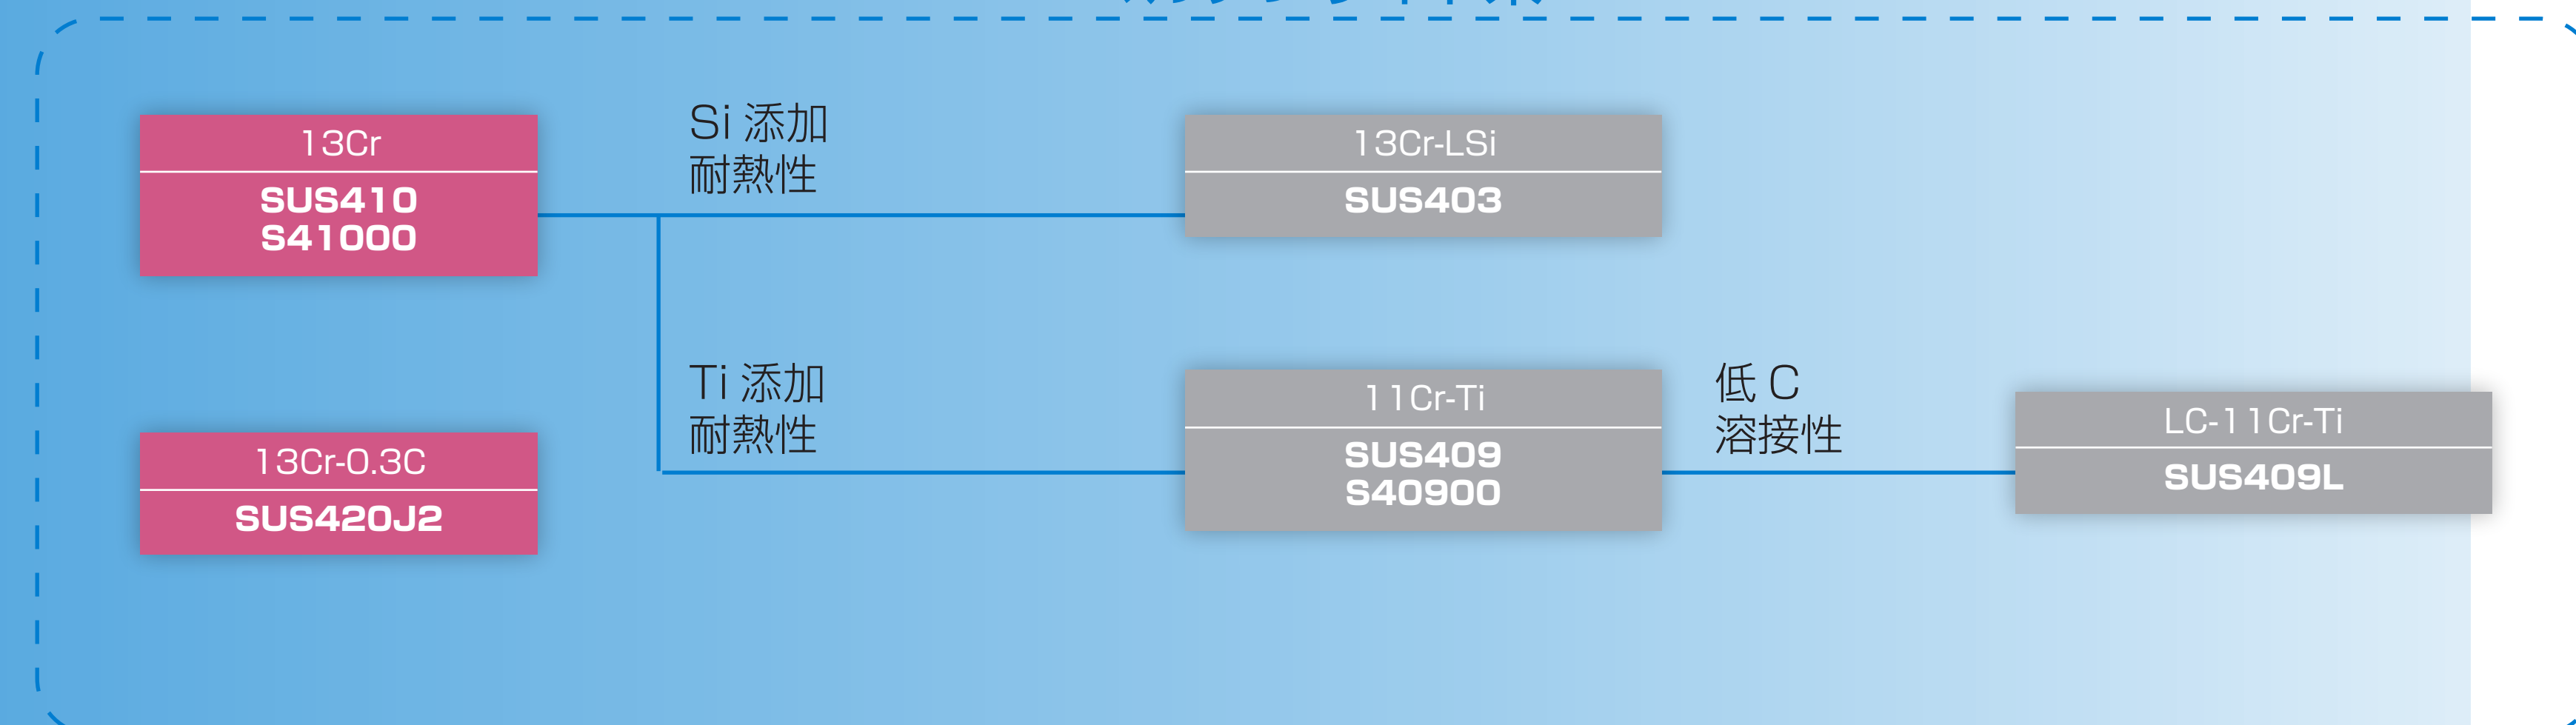 13Cr
SUS410
S41000
Si 添加
耐熱性
13Cr-LSi
SUS403
Ti 添加
耐熱性
11Cr-Ti
SUS409
S40900
低 C
溶接性
LC-11Cr-Ti
SUS409L
13Cr-0.3C
SUS420J2